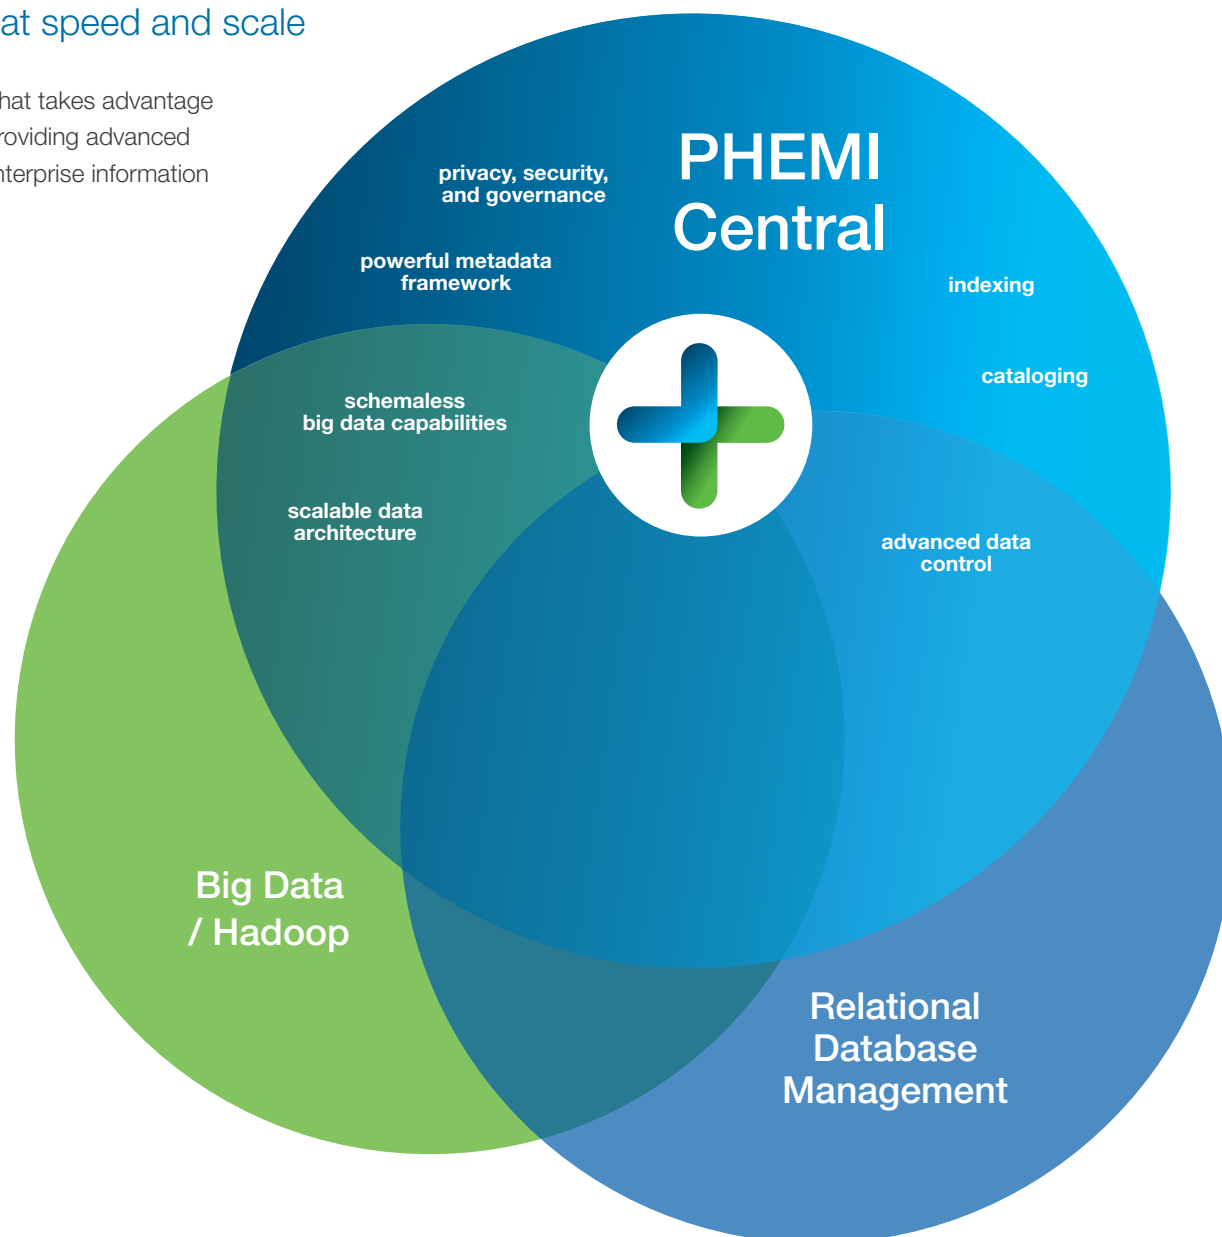 at speed and scale
hat takes advantage
roviding advanced
nterprise information
PHEMI
Central
privacy, security,
and governance
powerful metadata
framework
indexing
cataloging
schemaless
big data capabilities
scalable data
architecture
advanced data
control
Big Data
/ Hadoop
Relational
Database
Management